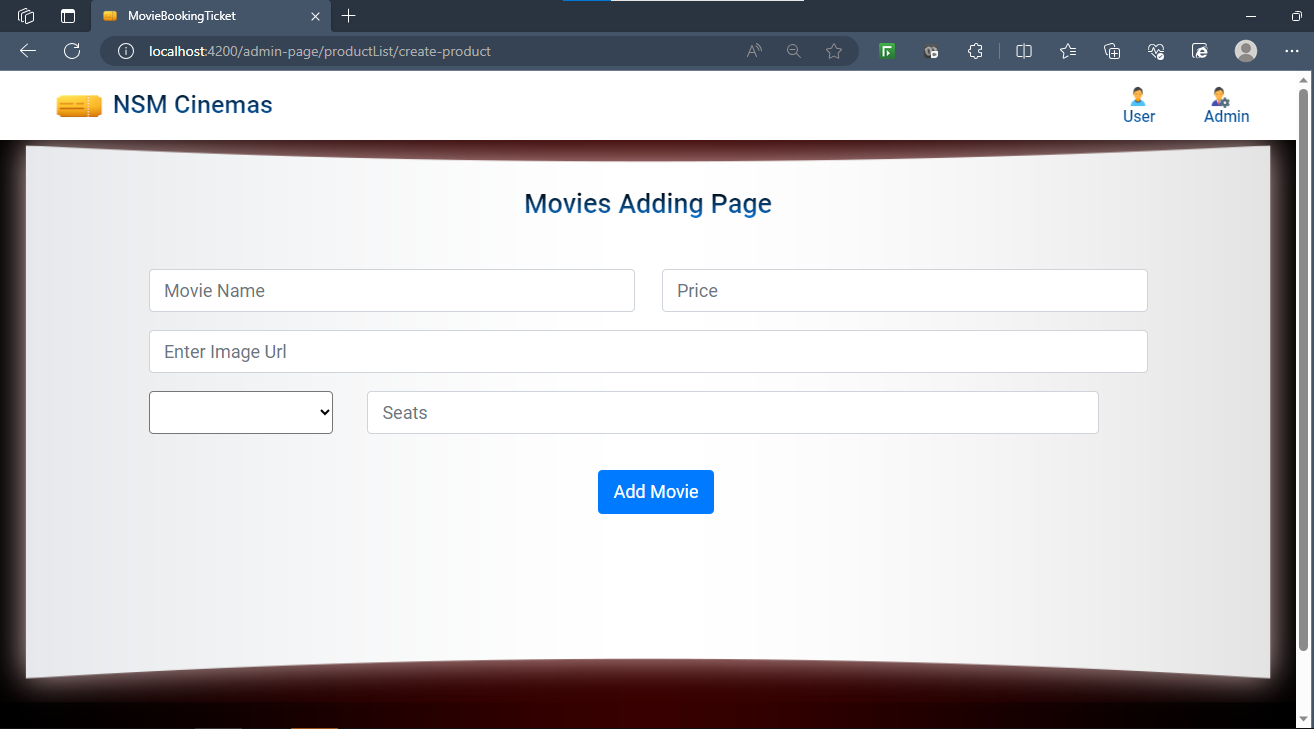 MovieBookingTicket
localhost:4200/admin-page/productList/create-product
NSM Cinemas
User
Admin
Movies Adding Page
Movie Name
Price
Enter Image Url
Seats
Add Movie